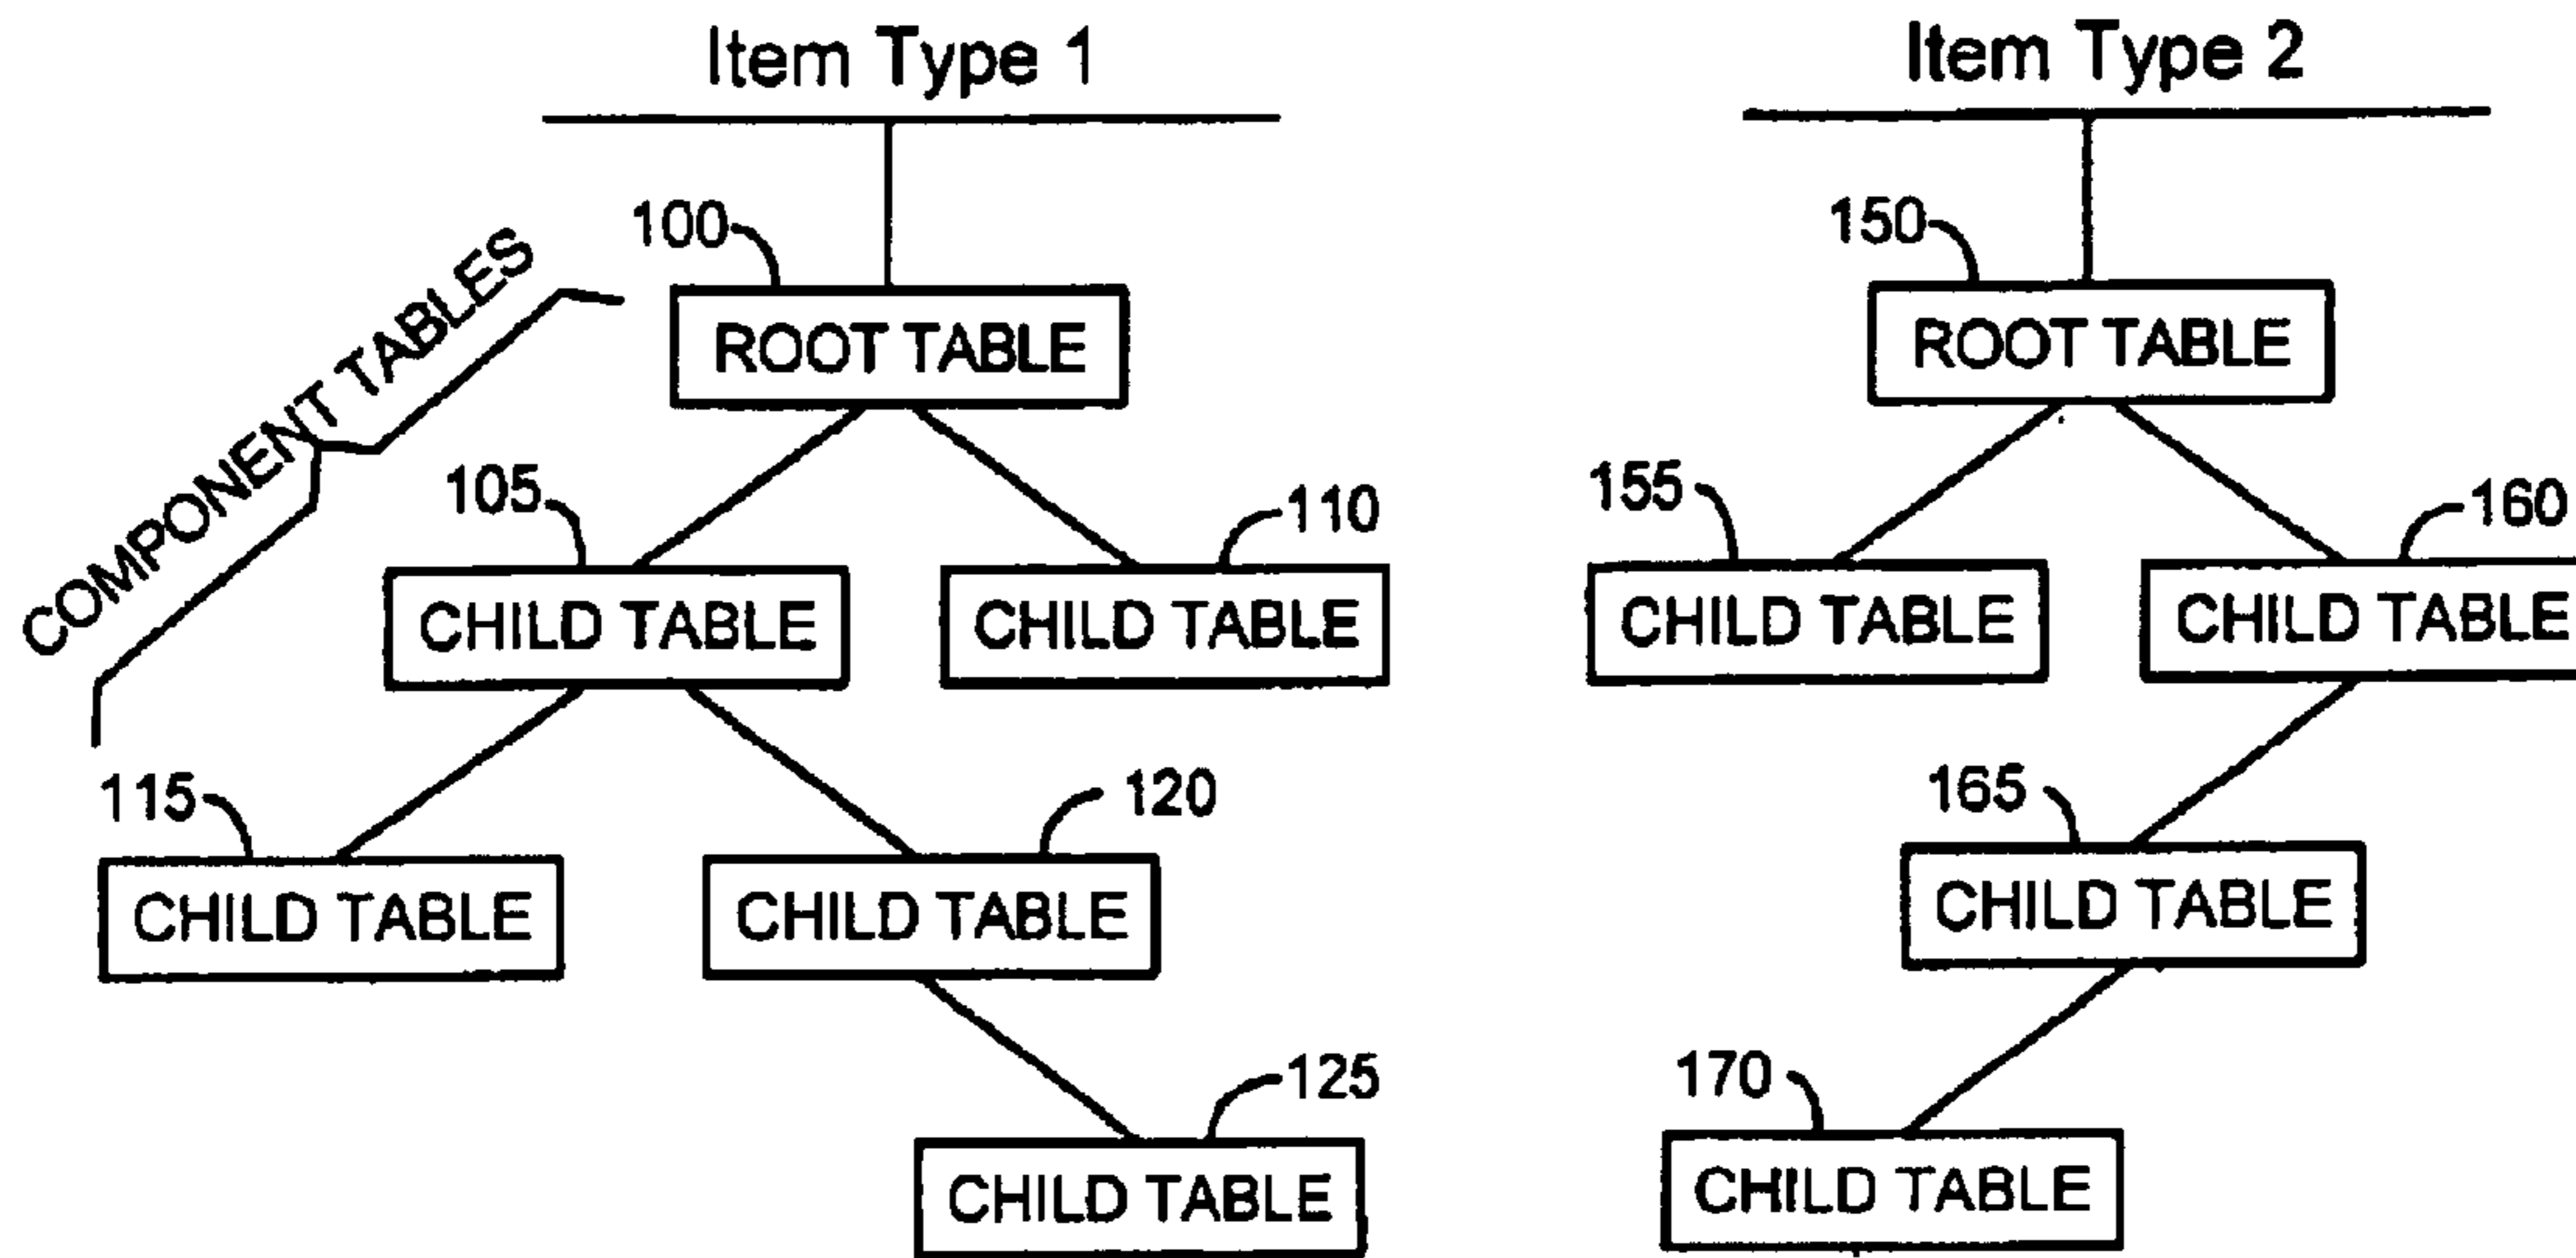 Item Type 1
Item Type 2
100
150
ROOT TABLE
ROOT TABLE
COMPONENT TABLES
105
110
155
160
CHILD TABLE
CHILD TABLE
CHILD TABLE
CHILD TABLE
115
120
165
CHILD TABLE
CHILD TABLE
CHILD TABLE
125
170
CHILD TABLE
CHILD TABLE